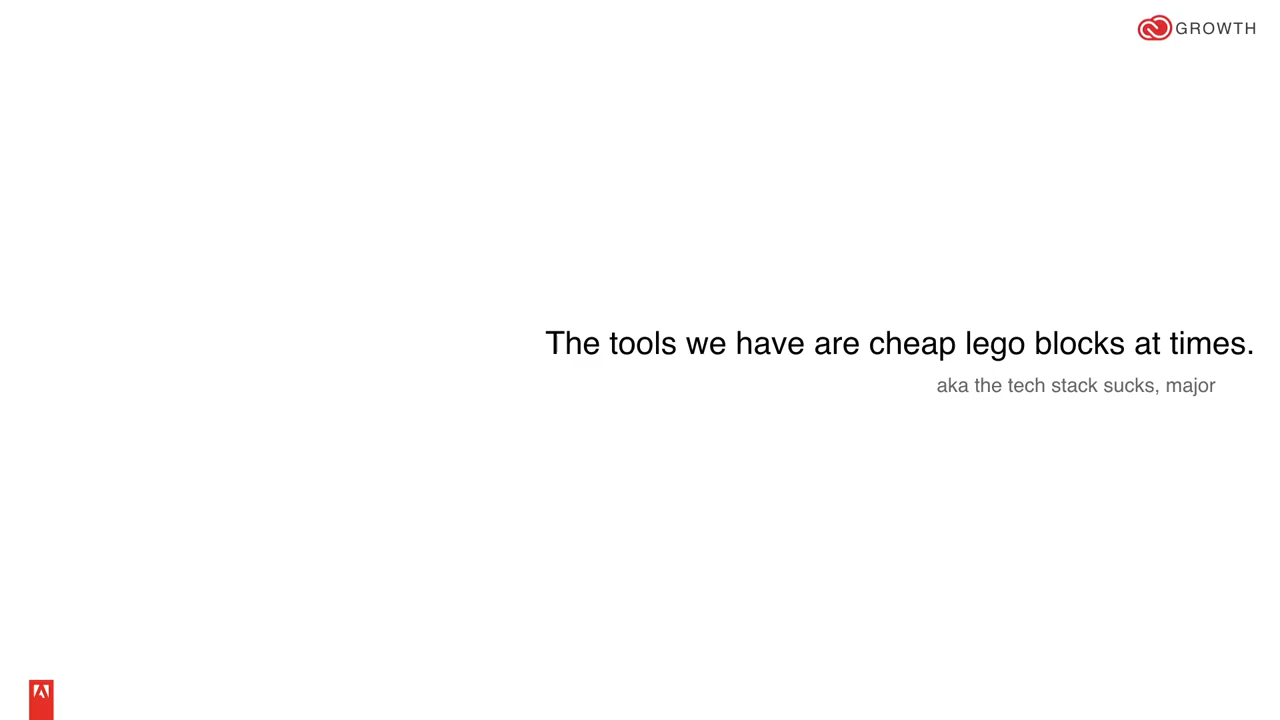 GROWTH
The tools we have are cheap lego blocks at times.
aka the tech stack sucks, major